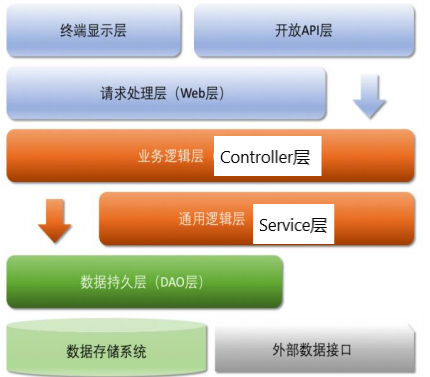 终端显示层
开放API层
请求处理层（Web层）
业务逻辑层 Controller层
通用逻辑层 Service层
数据持久层（DAO层）
数据存储系统
外部数据接口